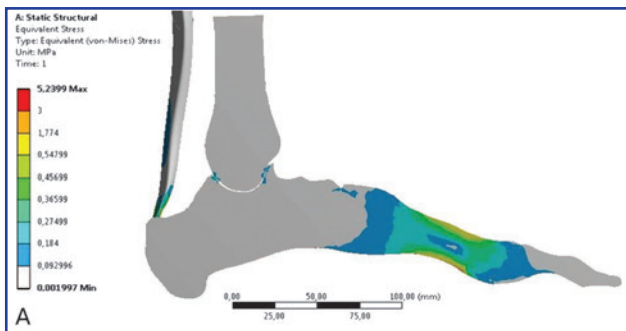 A: Static Structural
Equivalent Stress
Type: Equivalent (von-Mises) Stress
Unit: MPa
Time: 1
5,2399 Max
3
1,774
0,54799
0,45699
0,36599
0,27499
0,184
0,092996
0,001997 Min
0,00 50,00 100,00 (mm)
25,00 75,00
A